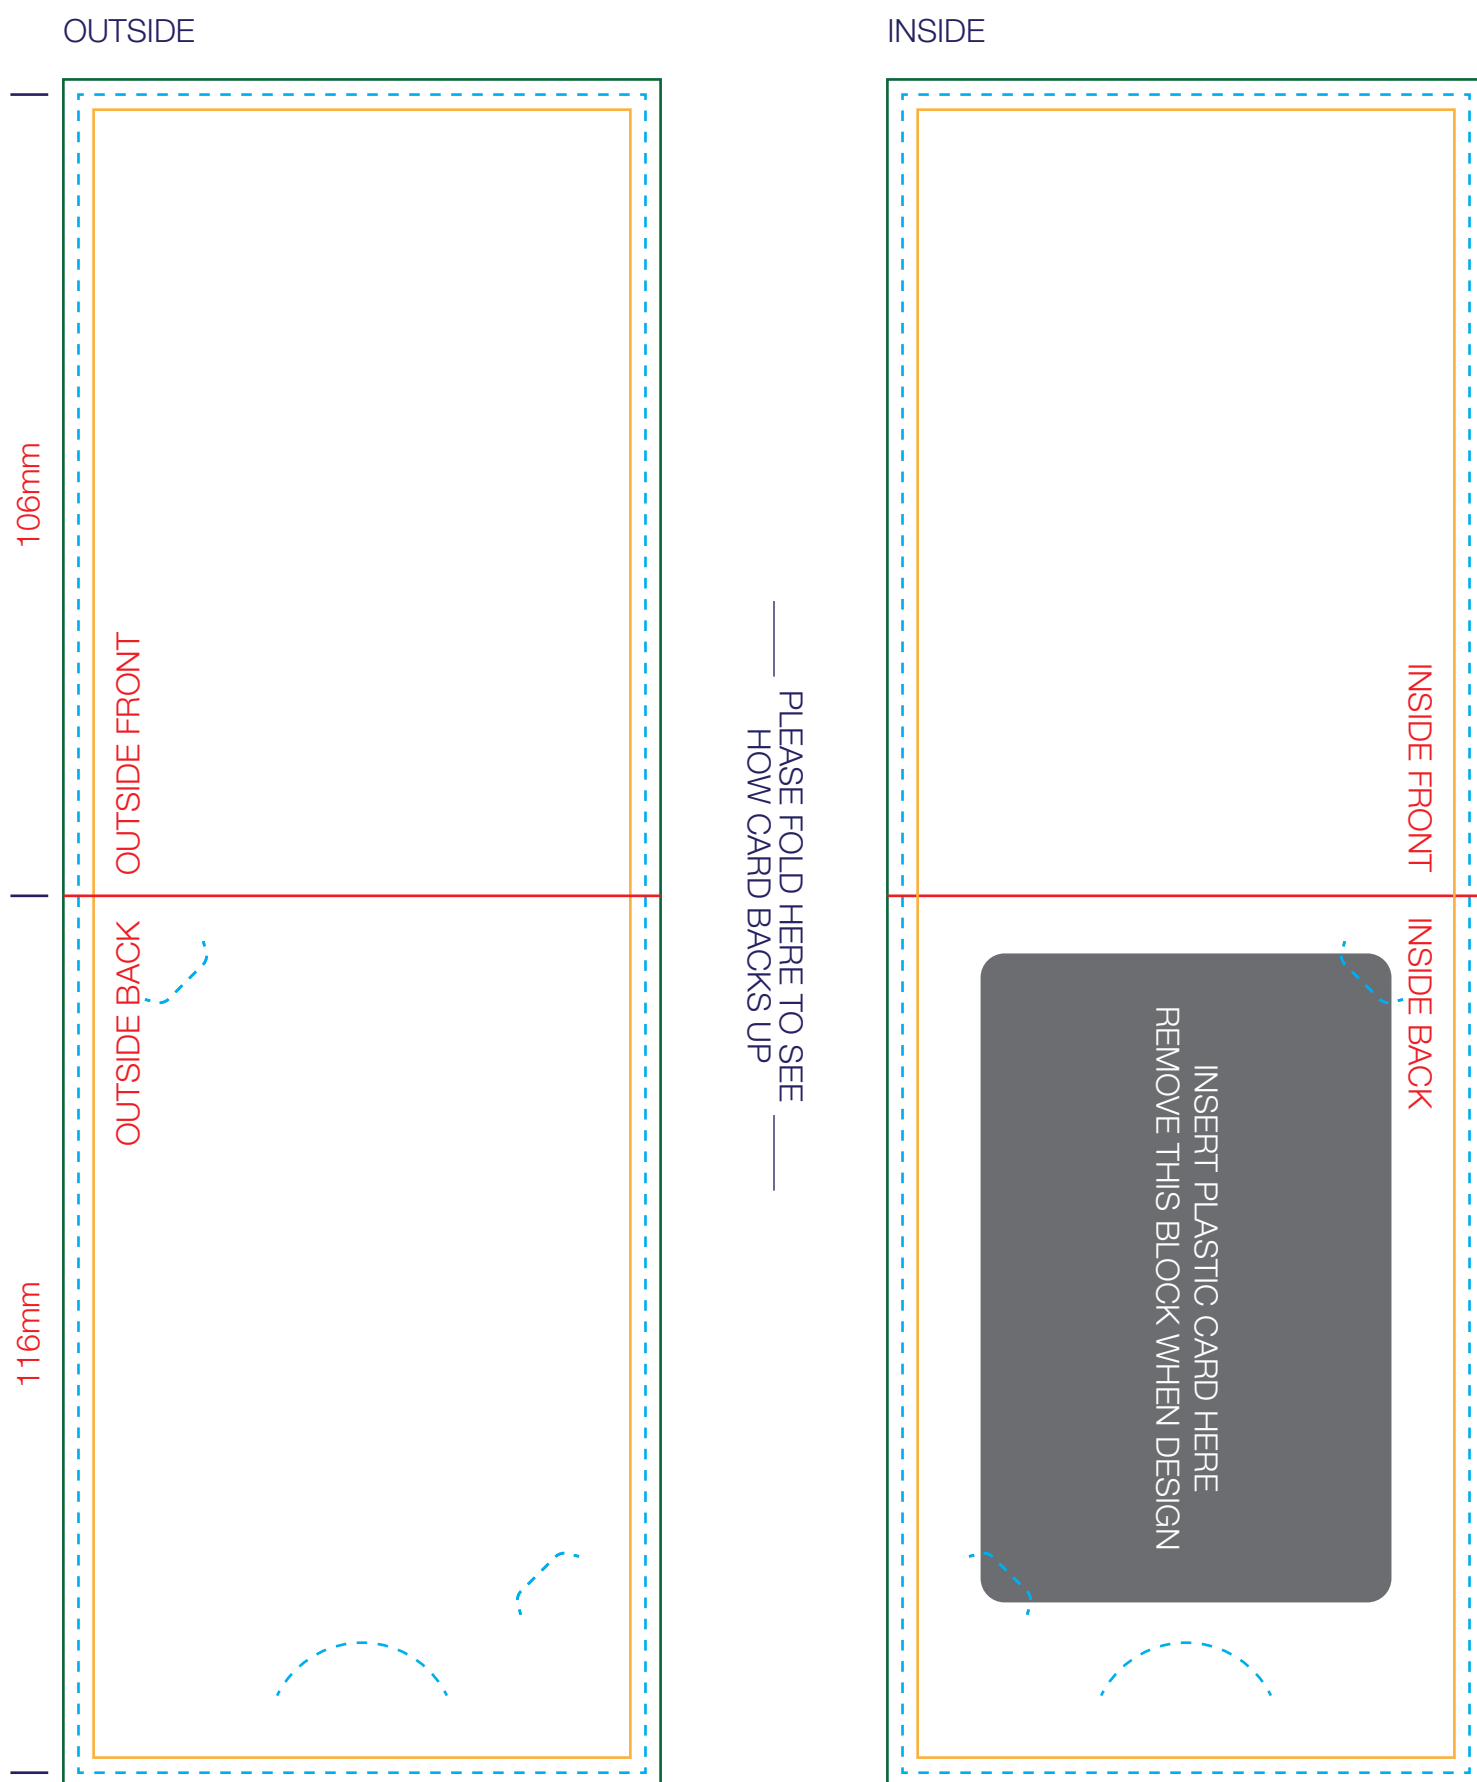 OUTSIDE
INSIDE
106mm
OUTSIDE FRONT
PLEASE FOLD HERE TO SEE
HOW CARD BACKS UP
INSIDE FRONT
OUTSIDE BACK
INSIDE BACK
INSERT PLASTIC CARD HERE
REMOVE THIS BLOCK WHEN DESIGN
116mm